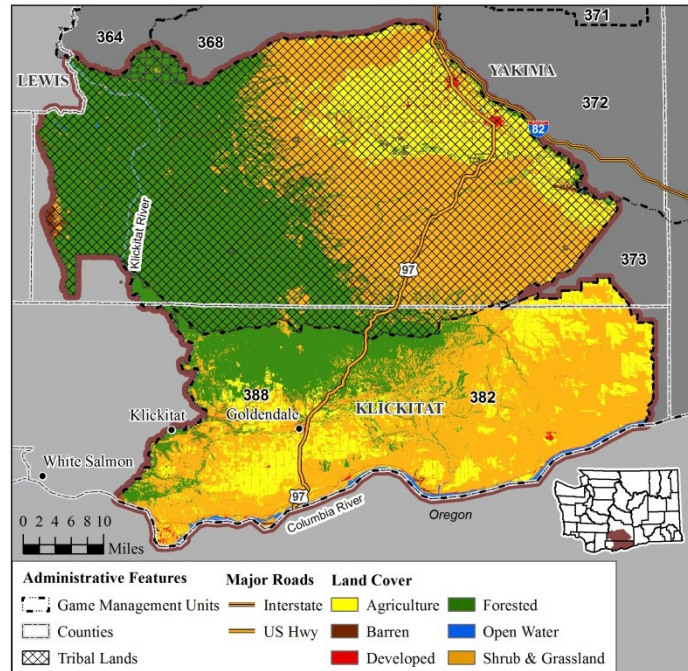 371
364
368
LEWIS
YAKIMA
372
82
Klickitat River
97
373
388
382
KLICKITAT
Klickitat
Goldendale
White Salmon
97
Columbia River
Oregon
0 2 4 6 8 10
Miles
Administrative Features
Game Management Units
Counties
Tribal Lands
Major Roads
Interstate
US Hwy
Land Cover
Agriculture
Barren
Developed
Forested
Open Water
Shrub & Grassland